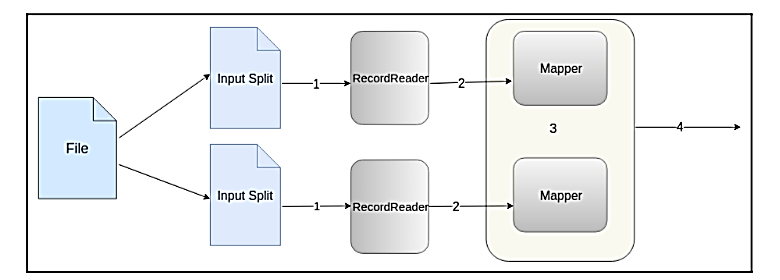 File
Input Split
1
RecordReader
2
Mapper
3
4
Input Split
1
RecordReader
2
Mapper